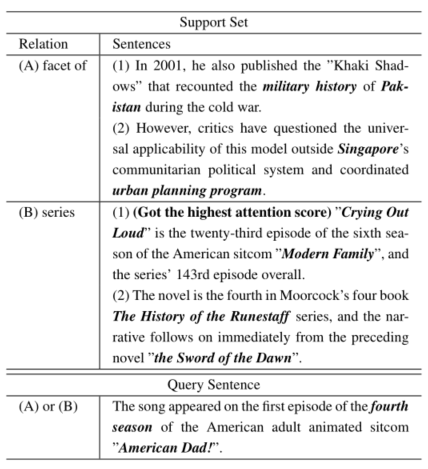 Support Set
Relation Sentences
(A) facet of (1) In 2001, he also published the ”Khaki Shad-
ows” that recounted the military history of Pak-
istan during the cold war.
(2) However, critics have questioned the univer-
sal applicability of this model outside Singapore’s
communitarian political system and coordinated
urban planning program.
(B) series (1) (Got the highest attention score) ”Crying Out
Loud” is the twenty-third episode of the sixth sea-
son of the American sitcom ”Modern Family”, and
the series’ 143rd episode overall.
(2) The novel is the fourth in Moorcock’s four book
The History of the Runestaff series, and the nar-
rative follows on immediately from the preceding
novel ”the Sword of the Dawn”.
Query Sentence
(A) or (B) The song appeared on the first episode of the fourth
season of the American adult animated sitcom
”American Dad!”.